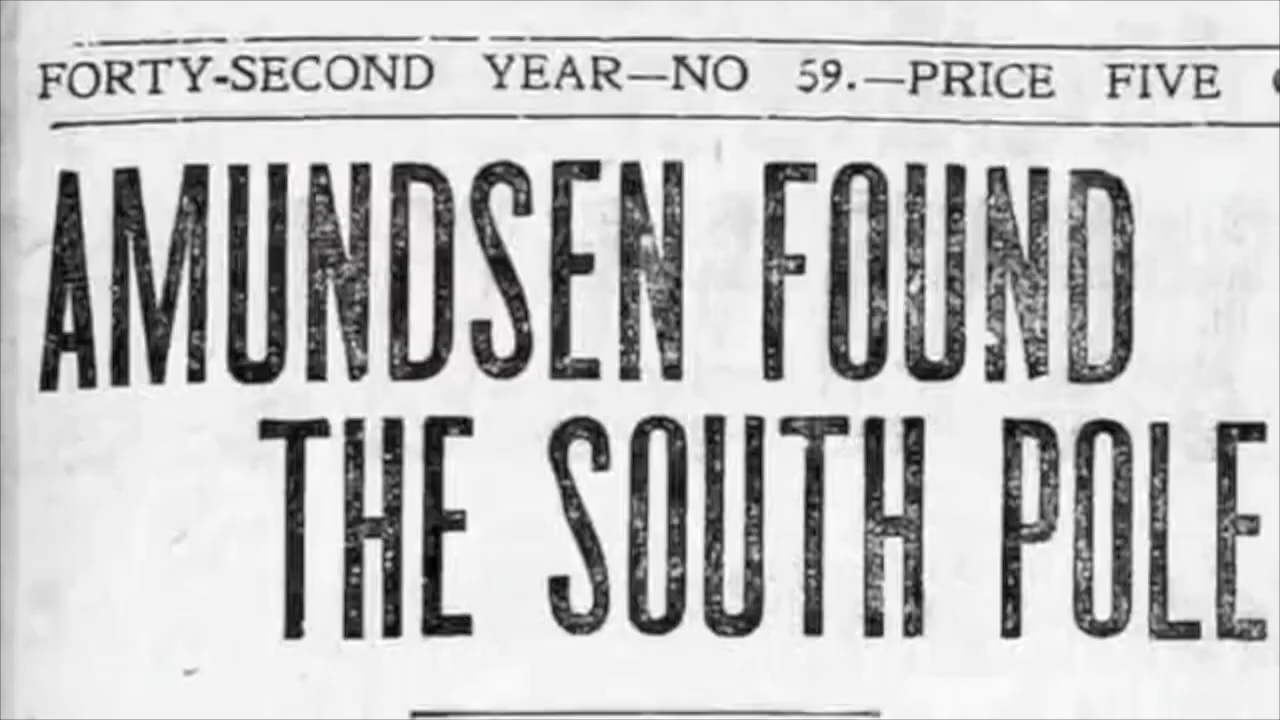 FORTY-SECOND YEAR—NO 59.—PRICE FIVE
AMUNDSEN FOUND
THE SOUTH POLE